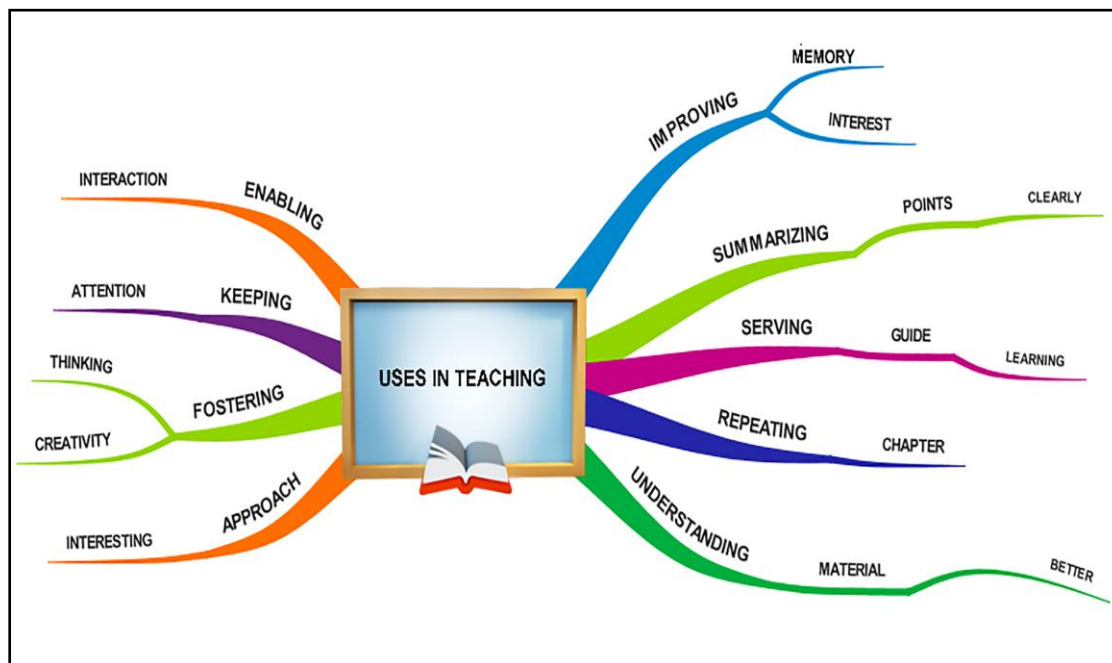 USES IN TEACHING
IMPROVING
MEMORY
INTEREST
SUMMARIZING
POINTS
CLEARLY
SERVING
GUIDE
LEARNING
REPEATING
CHAPTER
UNDERSTANDING
MATERIAL
BETTER
ENABLING
INTERACTION
KEEPING
ATTENTION
FOSTERING
THINKING
CREATIVITY
APPROACH
INTERESTING